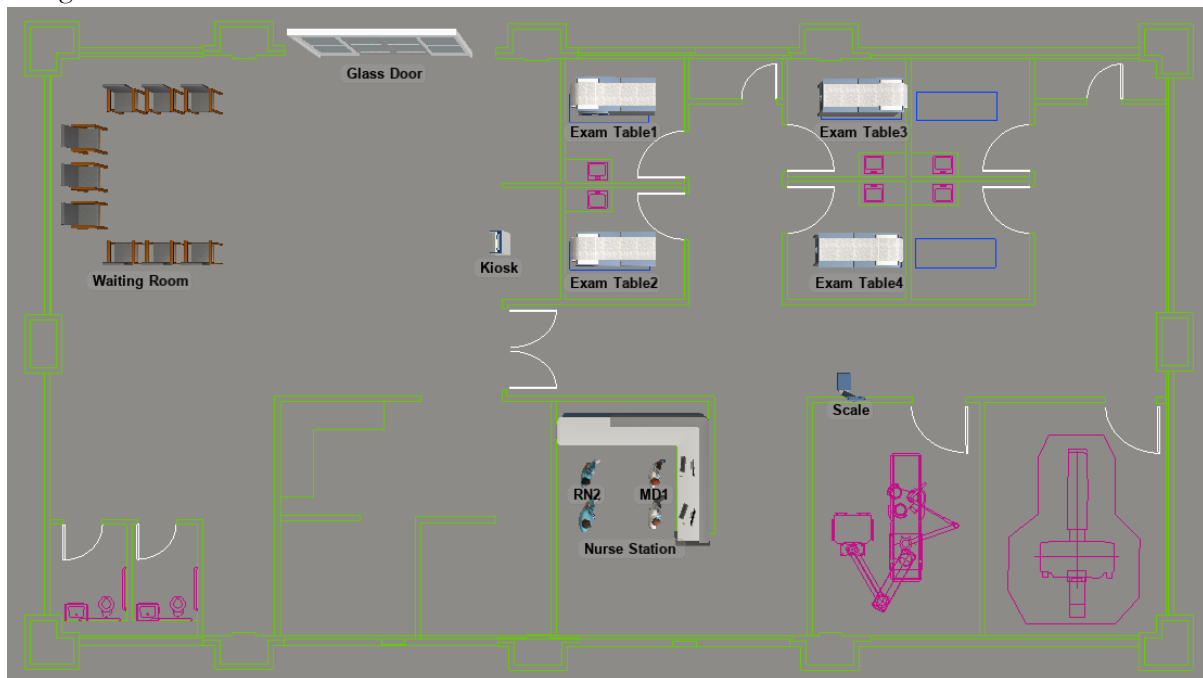 Glass Door
Exam Table1
Exam Table3
Kiosk
Waiting Room
Exam Table2
Exam Table4
Scale
RN2
MD1
Nurse Station